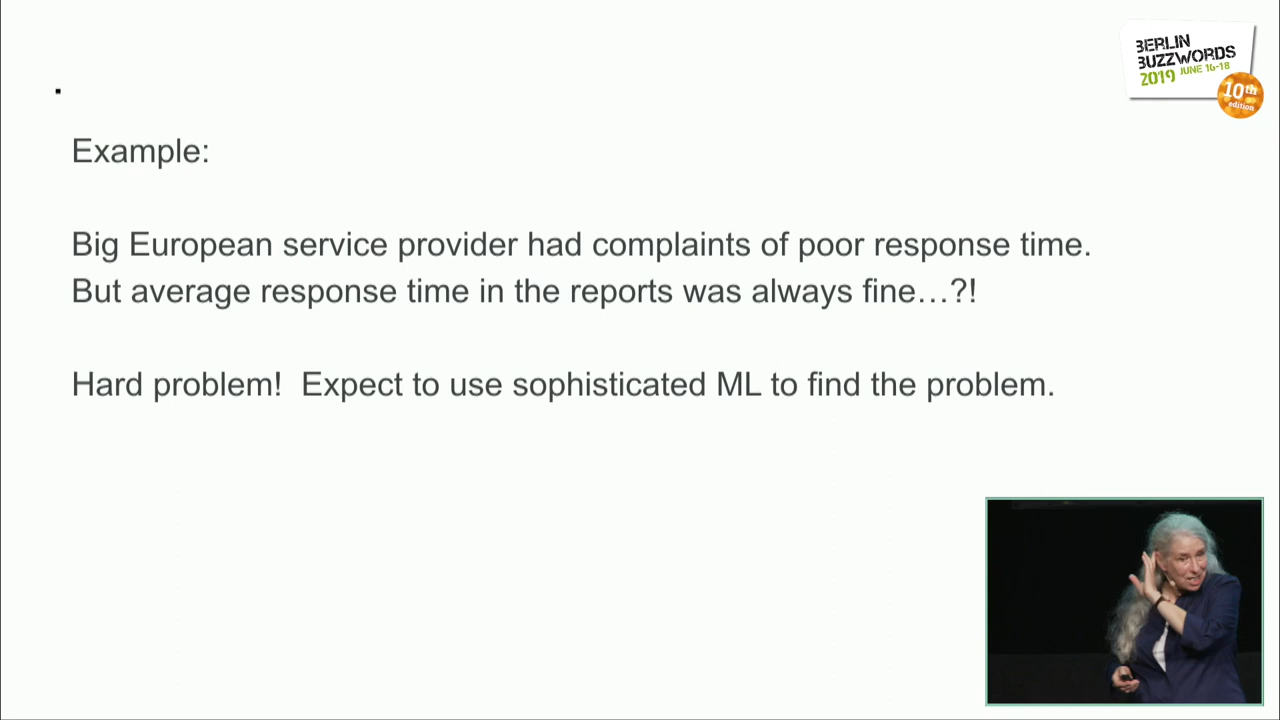 BERLIN
BUZZWORDS
2019 JUNE 16-18
10th
edition
Example:
Big European service provider had complaints of poor response time.
But average response time in the reports was always fine…?!
Hard problem!  Expect to use sophisticated ML to find the problem.